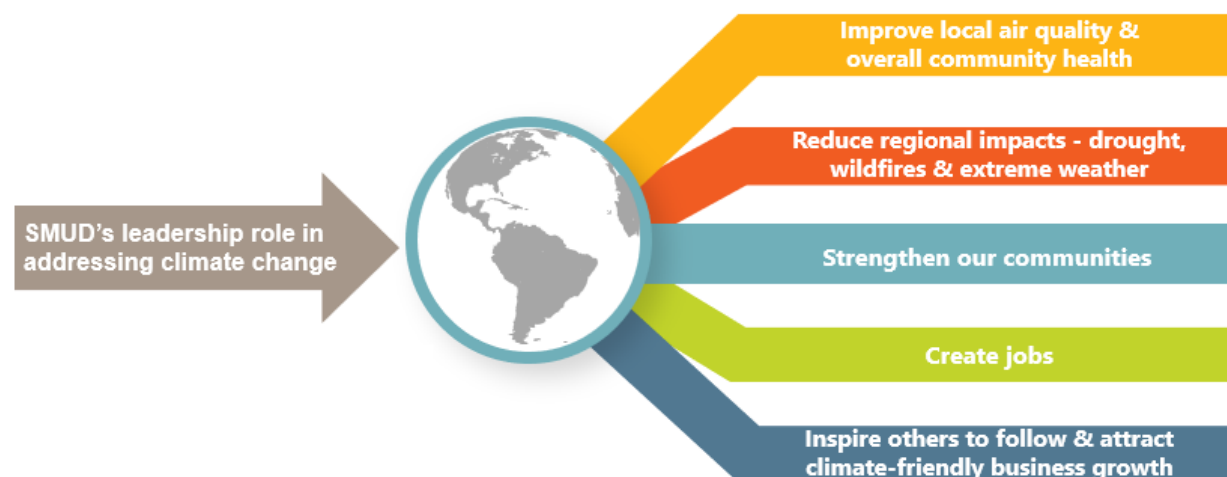 SMUD's leadership role in
addressing climate change
Improve local air quality &
overall community health
Reduce regional impacts - drought,
wildfires & extreme weather
Strengthen our communities
Create jobs
Inspire others to follow & attract
climate-friendly business growth